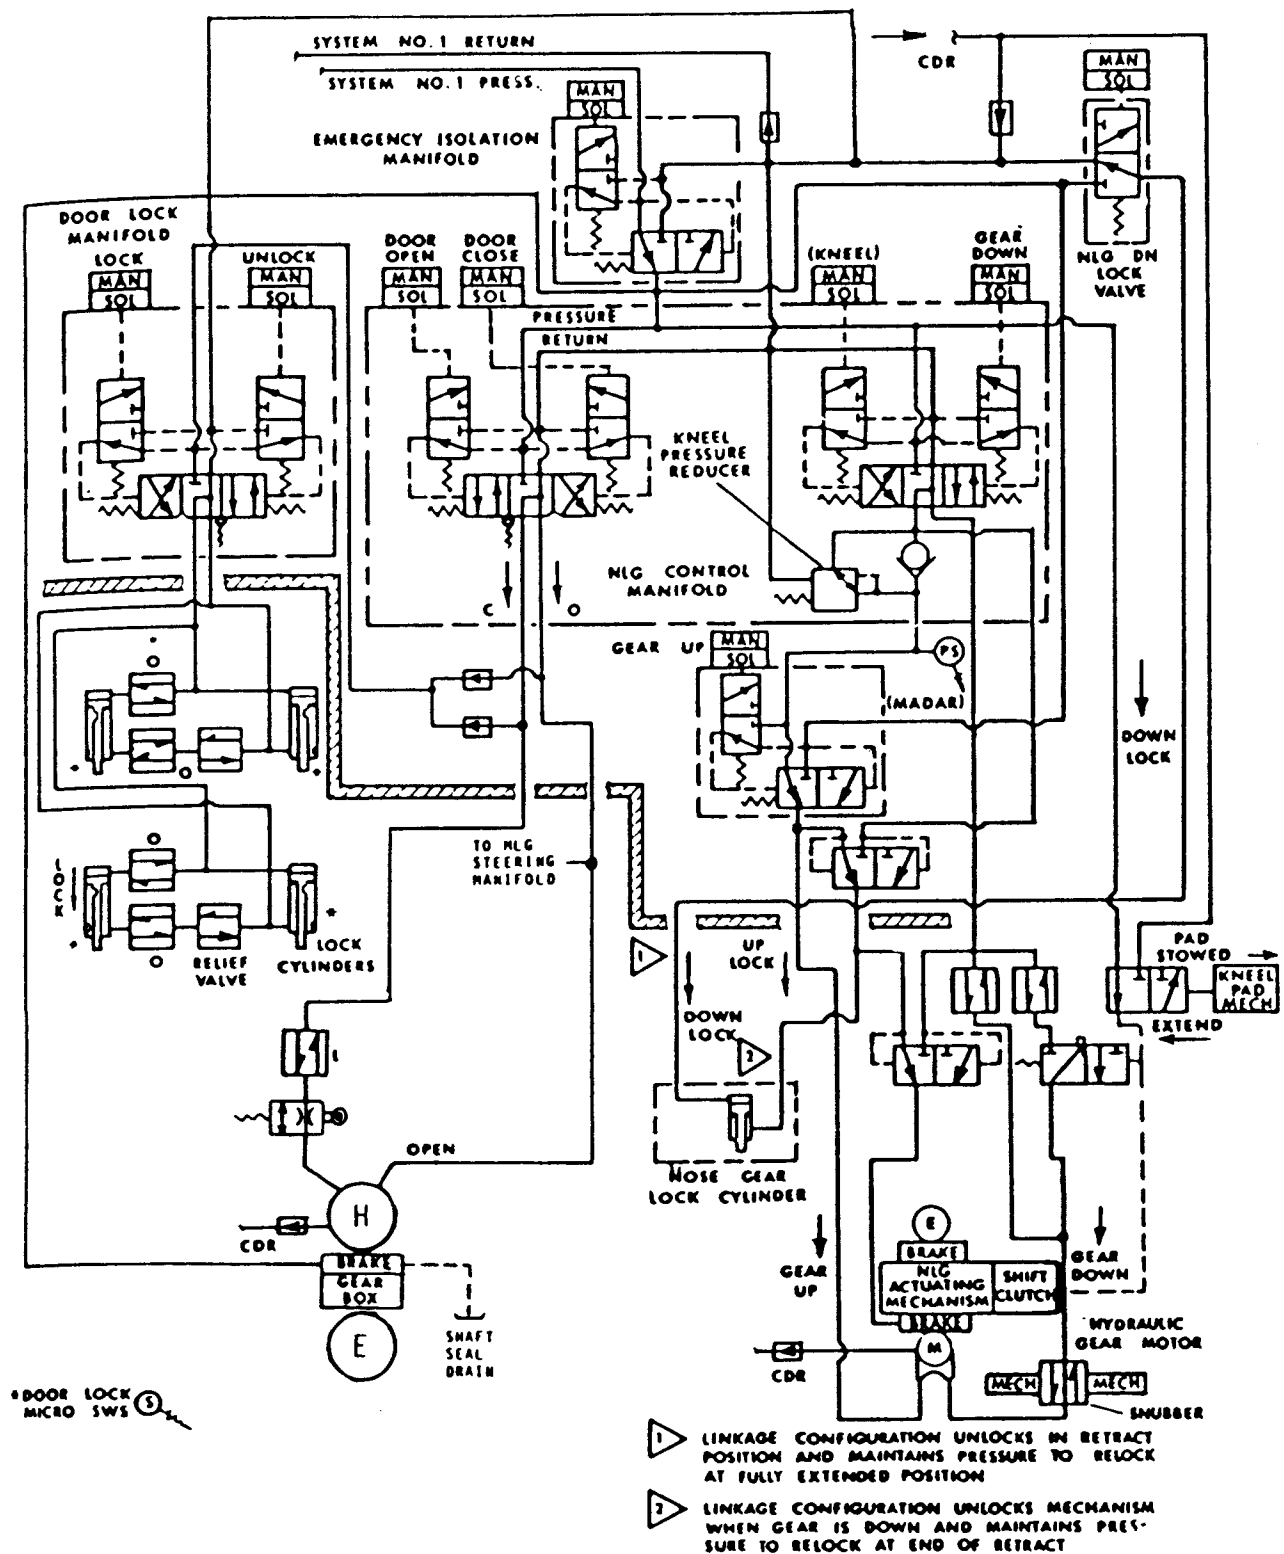 SYSTEM NO.1 RETURN
SYSTEM NO.1 PRESS.
CDR
MAN
SOL
MAN
SOL
EMERGENCY ISOLATION
MANIFOLD
DOOR LOCK
MANIFOLD
LOCK
MAN
SOL
UNLOCK
MAN
SOL
DOOR
OPEN
MAN
SOL
DOOR
CLOSE
MAN
SOL
(KNEEL)
MAN
SOL
GEAR
DOWN
MAN
SOL
NLG DN
LOCK
VALVE
PRESSURE
RETURN
KNEEL
PRESSURE
REDUCER
NLG CONTROL
MANIFOLD
C
O
GEAR UP
MAN
SOL
PS
(MADAR)
DOWN
LOCK
O
O
TO MLG
STEERING
MANIFOLD
LOCK
O
O
RELIEF
VALVE
LOCK
CYLINDERS
1
UP
LOCK
DOWN
LOCK
2
PAD
STOWED
KNEEL
PAD
MECH
EXTEND
L
OPEN
NOSE GEAR
LOCK CYLINDER
H
CDR
BRAKE
GEAR
BOX
E
SHAFT
SEAL
DRAIN
GEAR
UP
E
BRAKE
NLG
ACTUATING
MECHANISM
SHIFT
CLUTCH
BRAKE
M
GEAR
DOWN
HYDRAULIC
GEAR MOTOR
CDR
MECH
MECH
SNUBBER
*DOOR LOCK
MICRO SWS
S
1 LINKAGE CONFIGURATION UNLOCKS IN RETRACT
POSITION AND MAINTAINS PRESSURE TO RELOCK
AT FULLY EXTENDED POSITION
2 LINKAGE CONFIGURATION UNLOCKS MECHANISM
WHEN GEAR IS DOWN AND MAINTAINS PRES-
SURE TO RELOCK AT END OF RETRACT